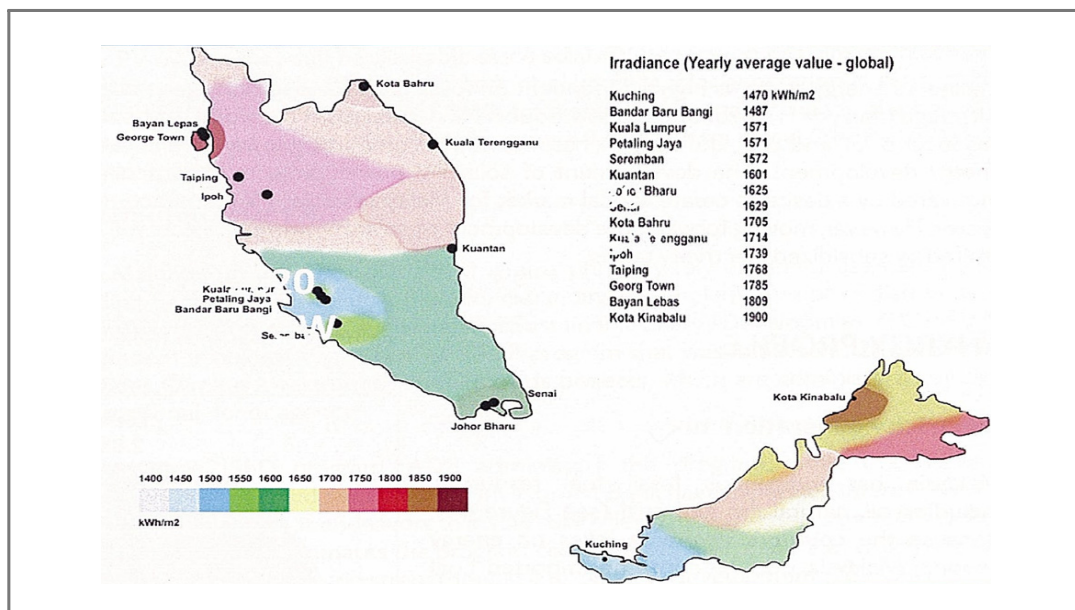 Irradiance (Yearly average value - global)
Kuching 1470 kWh/m2
Bandar Baru Bangi 1487
Kuala Lumpur 1571
Petaling Jaya 1571
Seremban 1572
Kuantan 1601
Bharu 1625
1629
Kota Bahru 1705
Terengganu 1714
Ipoh 1739
Taiping 1768
Georg Town 1785
Bayan Lebas 1809
Kota Kinabalu 1900
Kota Bahru
Bayan Lepas
George Town
Kuala Terengganu
Taiping
Ipoh
Kuantan
20
Petaling Jaya
Bandar Baru Bangi
W
Senai
Johor Bharu
Kota Kinabalu
Kuching
1400 1450 1500 1550 1600 1650 1700 1750 1800 1850 1900
kWh/m2